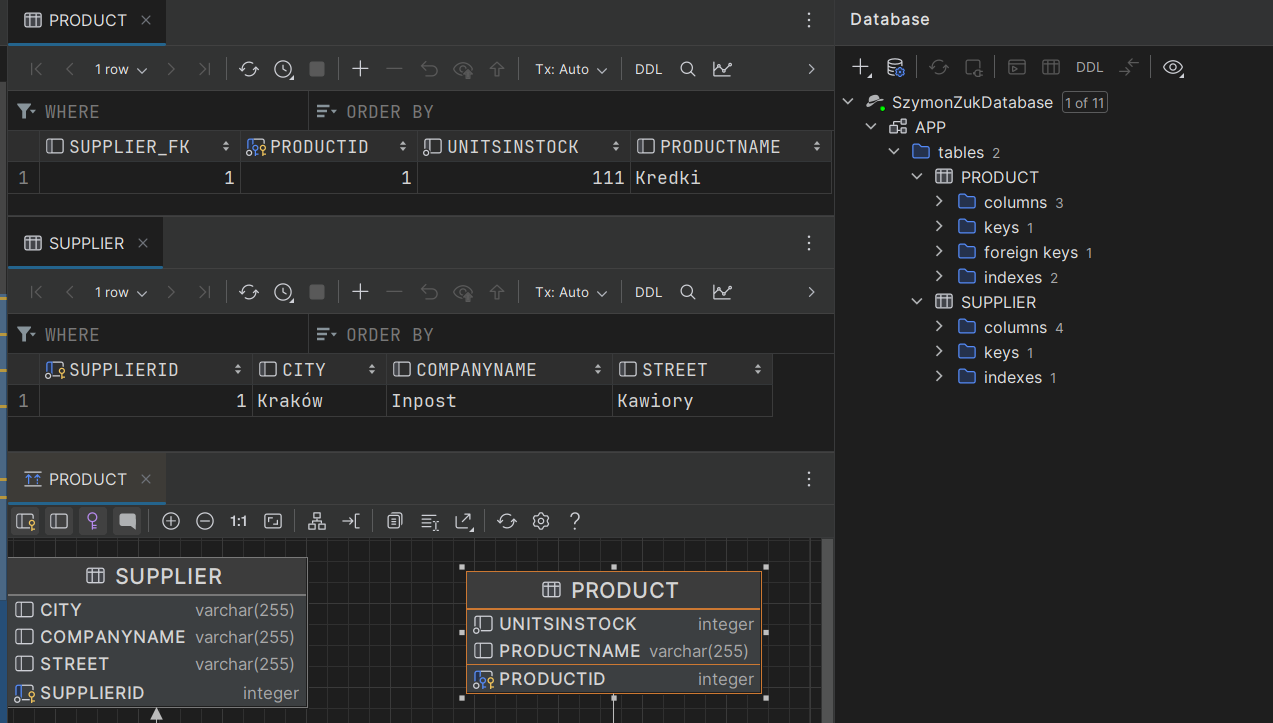 PRODUCT
1 row Tx: Auto DDL
WHERE ORDER BY
SUPPLIER_FK PRODUCTID UNITSINSTOCK PRODUCTNAME
1 1 1 111 Kredki
SUPPLIER
1 row Tx: Auto DDL
WHERE ORDER BY
SUPPLIERID CITY COMPANYNAME STREET
1 1 Kraków Inpost Kawiory
PRODUCT
1:1 ?
SUPPLIER
CITY varchar(255)
COMPANYNAME varchar(255)
STREET varchar(255)
SUPPLIERID integer
PRODUCT
UNITSINSTOCK integer
PRODUCTNAME varchar(255)
PRODUCTID integer
Database
DDL
SzymonZukDatabase 1 of 11
APP
tables 2
PRODUCT
columns 3
keys 1
foreign keys 1
indexes 2
SUPPLIER
columns 4
keys 1
indexes 1